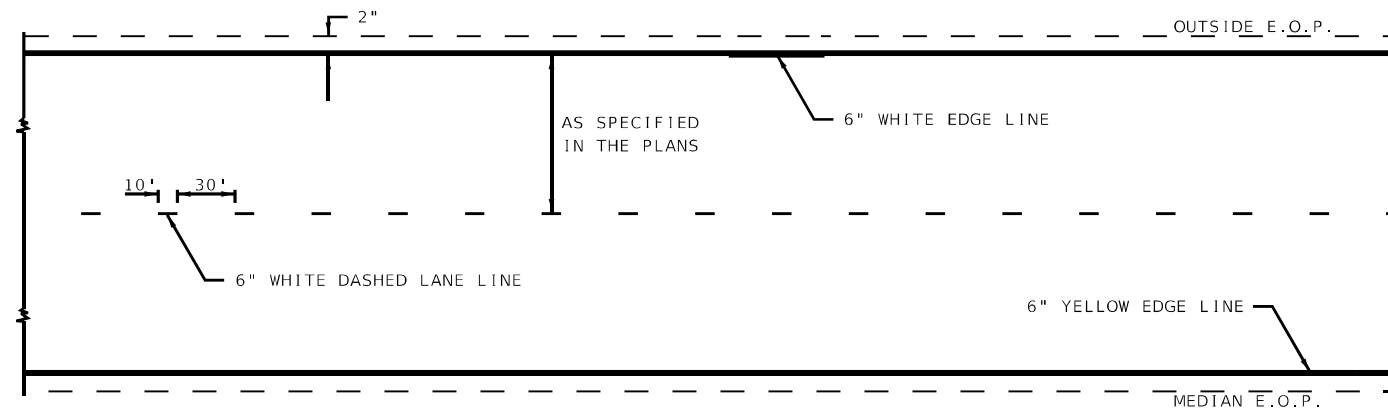 2"
OUTSIDE E.O.P.
6" WHITE EDGE LINE
AS SPECIFIED
IN THE PLANS
10' 30'
6" WHITE DASHED LANE LINE
6" YELLOW EDGE LINE
MEDIAN E.O.P.